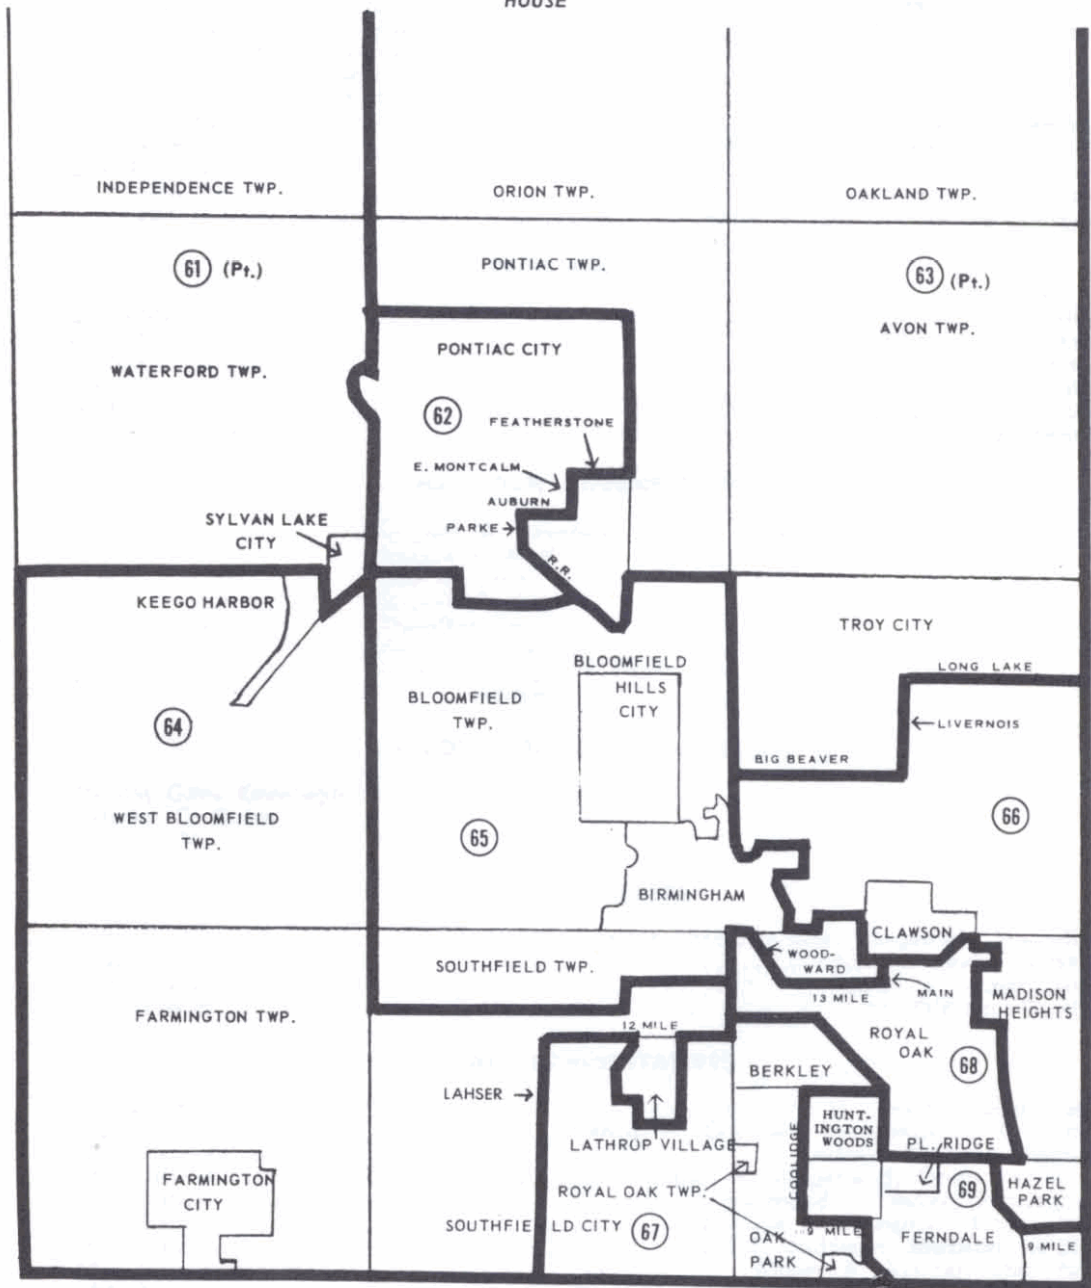 HOUSE
INDEPENDENCE TWP.
ORION TWP.
OAKLAND TWP.
61 (Pt.)
PONTIAC TWP.
63 (Pt.)
AVON TWP.
WATERFORD TWP.
PONTIAC CITY
62
FEATHERSTONE
E. MONTCALM
AUBURN
PARKE
R.R.
SYLVAN LAKE
CITY
KEEGO HARBOR
TROY CITY
BLOOMFIELD
HILLS
CITY
LONG LAKE
BLOOMFIELD
TWP.
LIVERNOIS
64
BIG BEAVER
WEST BLOOMFIELD
TWP.
65
66
BIRMINGHAM
CLAWSON
SOUTHFIELD TWP.
WOOD-
WARD
MAIN
13 MILE
MADISON
HEIGHTS
FARMINGTON TWP.
12 MILE
ROYAL
OAK
68
BERKLEY
LAHSER
HUNT-
INGTON
WOODS
COOLIDGE
LATHROP VILLAGE
PL. RIDGE
FARMINGTON
CITY
ROYAL OAK TWP.
69
HAZEL
PARK
SOUTHFIELD CITY
67
OAK
PARK
9 MILE
FERNDALE
9 MILE